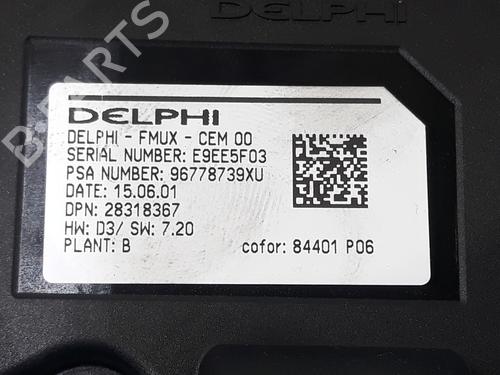 DELPHI
B PARTS
DELPHI
DELPHI - FMUX - CEM 00
SERIAL NUMBER: E9EE5F03
PSA NUMBER: 96778739XU
DATE: 15.06.01
DPN: 28318367
HW: D3/ SW: 7.20
PLANT: B cofor: 84401 P06